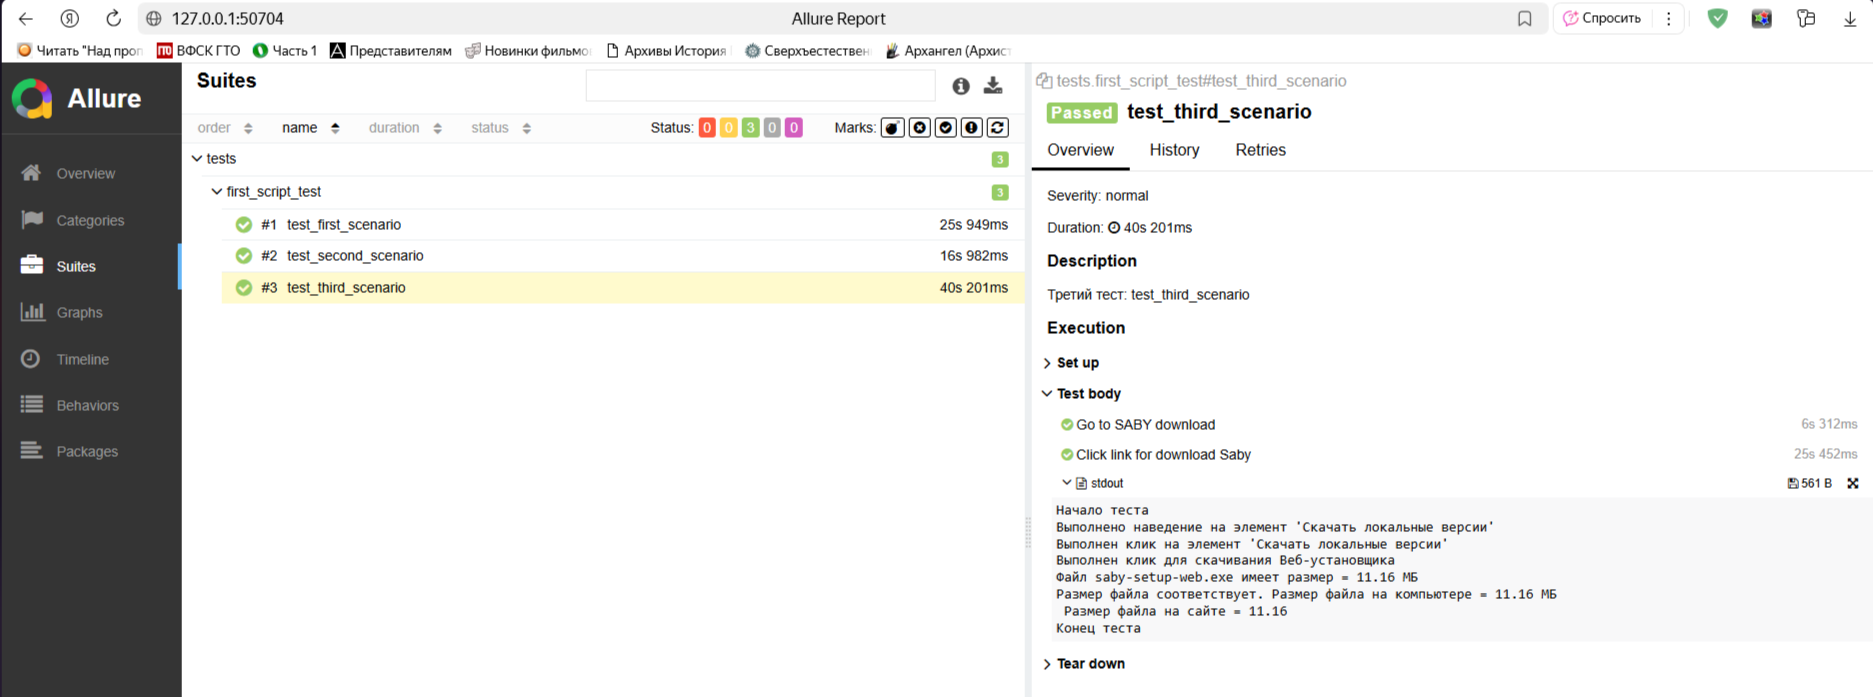 127.0.0.1:50704
Allure Report
Спросить
Читать "Над проп
ВФСК ГТО
Часть 1
Представителям
Новинки фильмо
Архивы История
Сверхъестествен
Архангел (Архист
Allure
Overview
Categories
Suites
Graphs
Timeline
Behaviors
Packages
Suites
order name duration status Status: 0 0 3 0 0 Marks:
tests 3
first_script_test 3
#1 test_first_scenario 25s 949ms
#2 test_second_scenario 16s 982ms
#3 test_third_scenario 40s 201ms
tests.first_script_test#test_third_scenario
Passed test_third_scenario
Overview History Retries
Severity: normal
Duration: 40s 201ms
Description
Третий тест: test_third_scenario
Execution
Set up
Test body
Go to SABY download 6s 312ms
Click link for download Saby 25s 452ms
stdout 561 B
Начало теста
Выполнено наведение на элемент 'Скачать локальные версии'
Выполнен клик на элемент 'Скачать локальные версии'
Выполнен клик для скачивания Веб-установщика
Файл saby-setup-web.exe имеет размер = 11.16 МБ
Размер файла соответствует. Размер файла на компьютере = 11.16 МБ
Размер файла на сайте = 11.16
Конец теста
Tear down